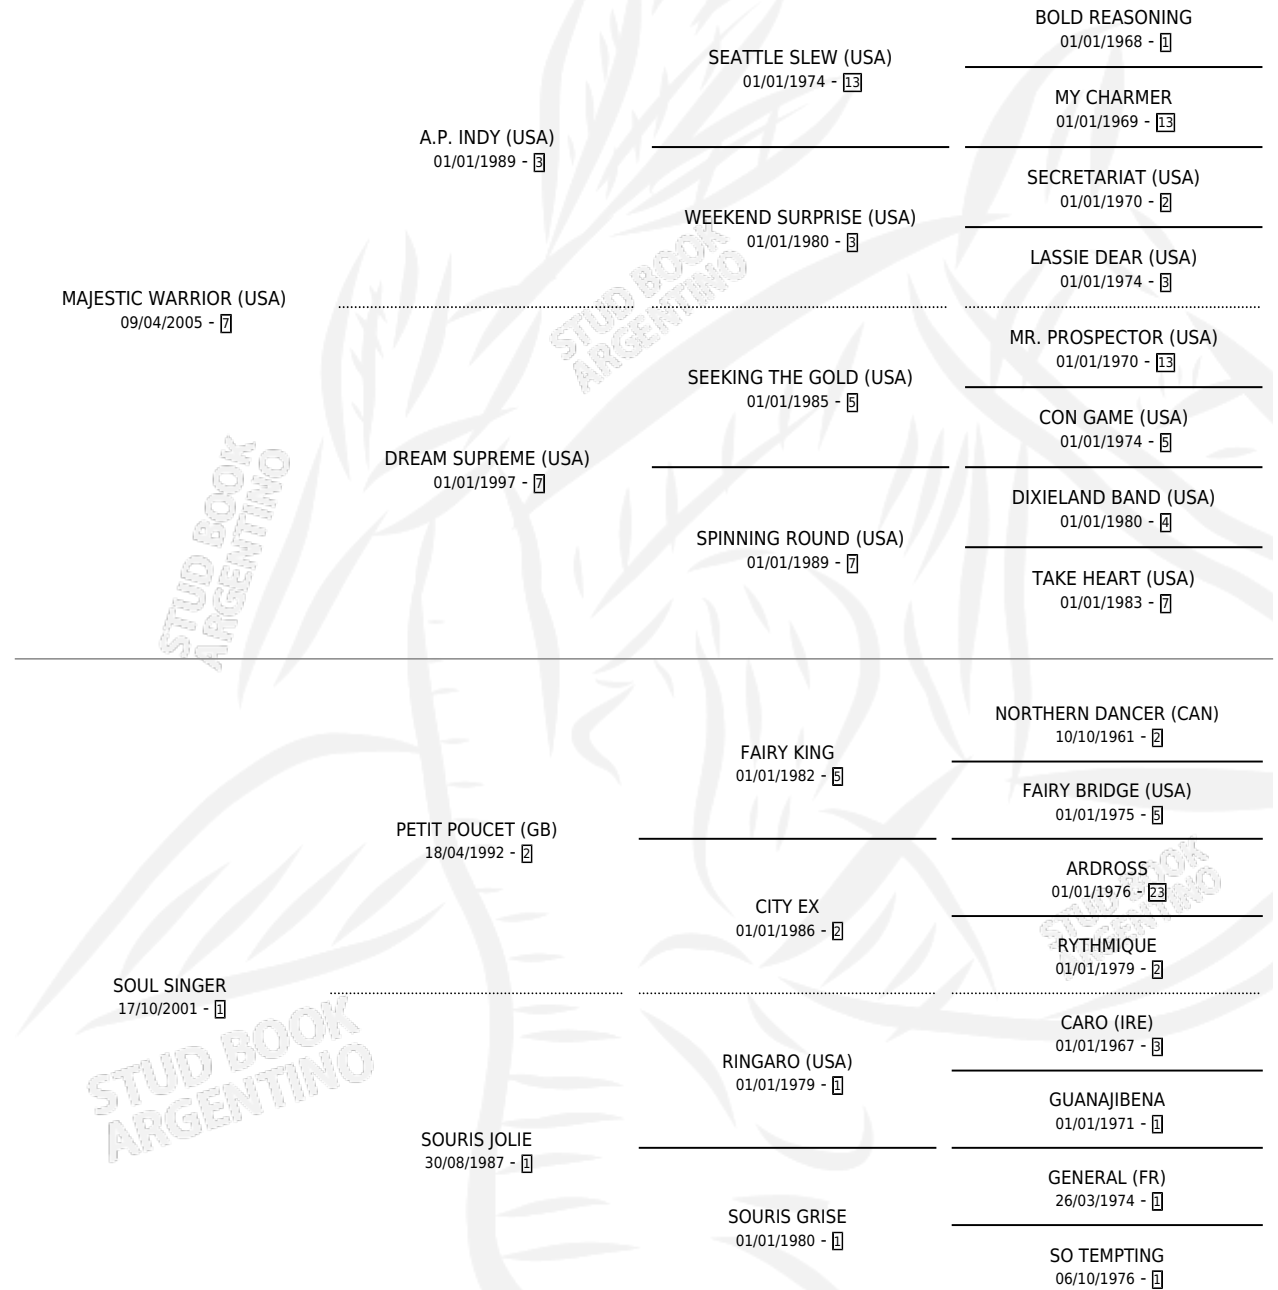 BOLD REASONING
01/01/1968 - 1
SEATTLE SLEW (USA)
01/01/1974 - 13
MY CHARMER
01/01/1969 - 13
A.P. INDY (USA)
01/01/1989 - 3
SECRETARIAT (USA)
01/01/1970 - 2
WEEKEND SURPRISE (USA)
01/01/1980 - 3
LASSIE DEAR (USA)
01/01/1974 - 3
MAJESTIC WARRIOR (USA)
09/04/2005 - 7
MR. PROSPECTOR (USA)
01/01/1970 - 13
SEEKING THE GOLD (USA)
01/01/1985 - 5
CON GAME (USA)
01/01/1974 - 5
DREAM SUPREME (USA)
01/01/1997 - 7
DIXIELAND BAND (USA)
01/01/1980 - 4
SPINNING ROUND (USA)
01/01/1989 - 7
TAKE HEART (USA)
01/01/1983 - 7
STUD BOOK
ARGENTINO
STUD BOOK
ARGENTINO
NORTHERN DANCER (CAN)
10/10/1961 - 2
FAIRY KING
01/01/1982 - 5
FAIRY BRIDGE (USA)
01/01/1975 - 5
PETIT POUCET (GB)
18/04/1992 - 2
ARDROSS
01/01/1976 - 23
CITY EX
01/01/1986 - 2
RYTHMIQUE
01/01/1979 - 2
SOUL SINGER
17/10/2001 - 1
CARO (IRE)
01/01/1967 - 3
RINGARO (USA)
01/01/1979 - 1
GUANAJIBENA
01/01/1971 - 1
SOURIS JOLIE
30/08/1987 - 1
GENERAL (FR)
26/03/1974 - 1
SOURIS GRISE
01/01/1980 - 1
SO TEMPTING
06/10/1976 - 1
STUD BOOK
ARGENTINO
STUD BOOK
ARGENTINO